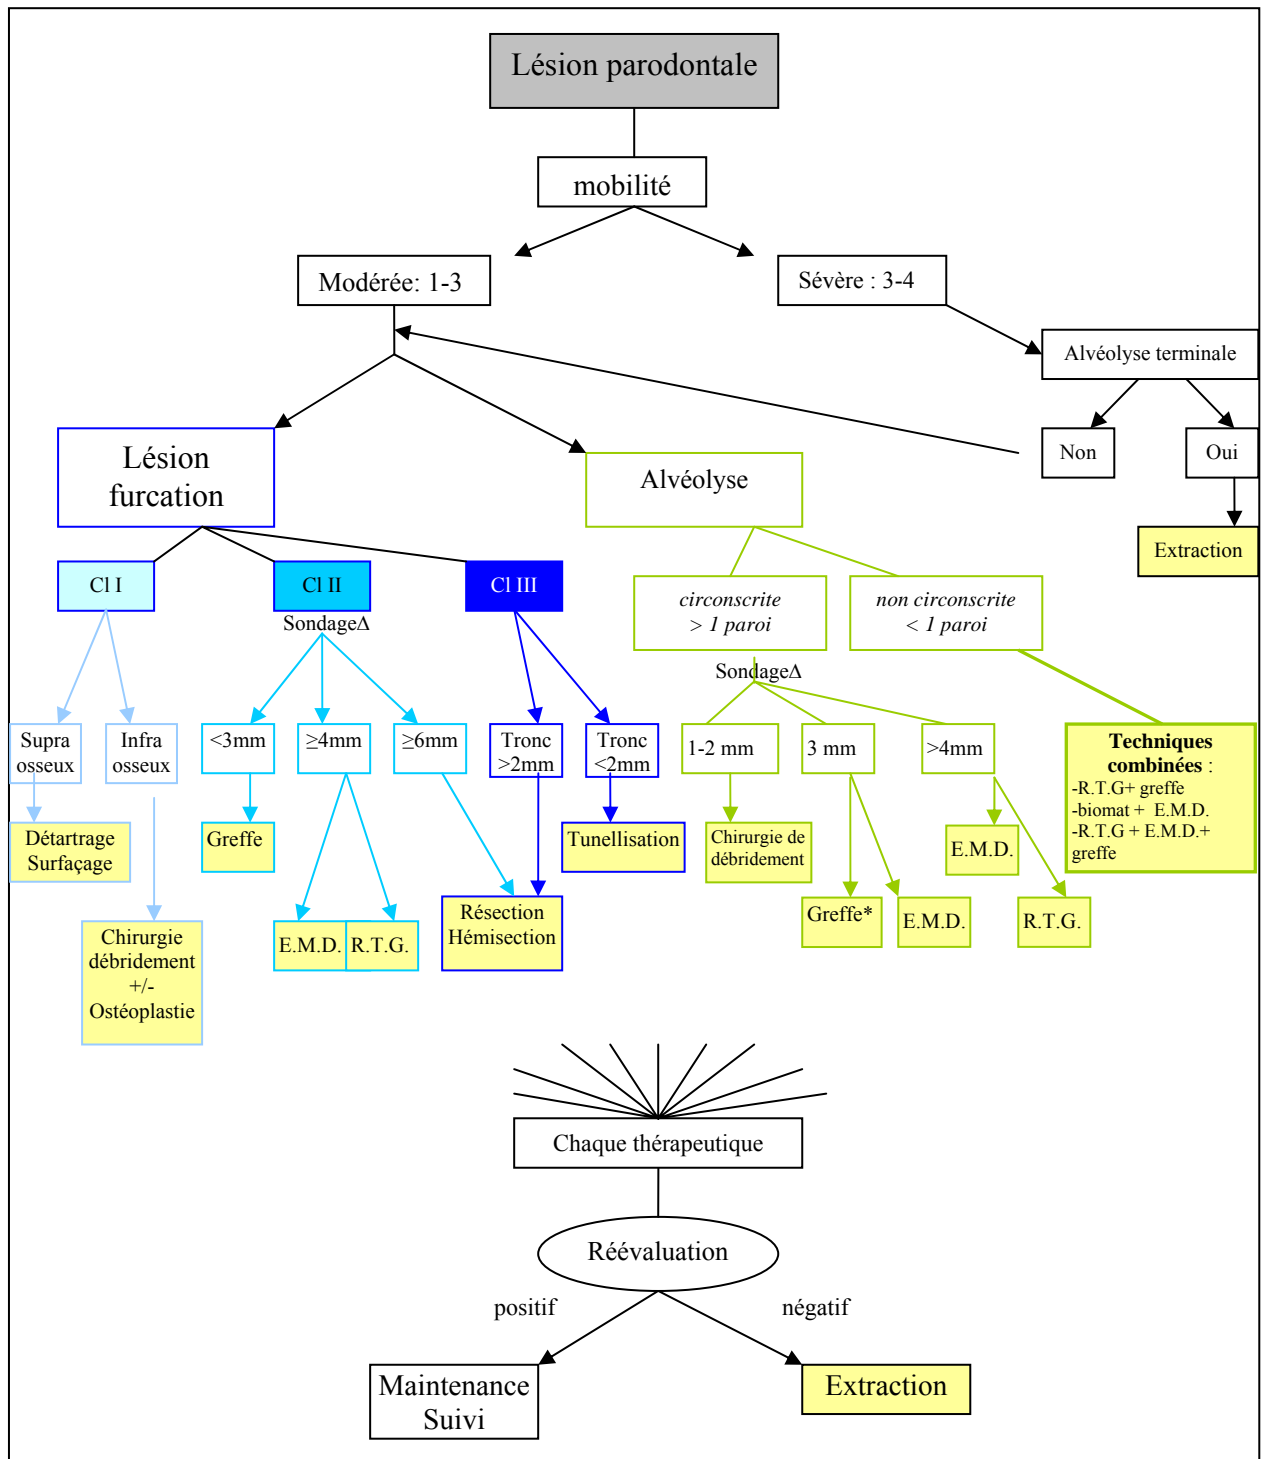 Lésion parodontale
mobilité
Modérée: 1-3
Sévère : 3-4
Alvéolyse terminale
Non
Oui
Extraction
Lésion
furcation
Alvéolyse
Cl I
Cl II
Cl III
circonscrite
> 1 paroi
non circonscrite
< 1 paroi
Sondage∆
Sondage∆
Supra
osseux
Infra
osseux
<3mm
≥4mm
≥6mm
Tronc
>2mm
Tronc
<2mm
1-2 mm
3 mm
>4mm
Techniques
combinées :
-R.T.G+ greffe
-biomat + E.M.D.
-R.T.G + E.M.D.+
greffe
Détartrage
Surfaçage
Greffe
Tunellisation
Chirurgie de
débridement
E.M.D.
Chirurgie
débridement
+/-
Ostéoplastie
E.M.D.
R.T.G.
Résection
Hémisection
Greffe*
E.M.D.
R.T.G.
Chaque thérapeutique
Réévaluation
positif
négatif
Maintenance
Suivi
Extraction